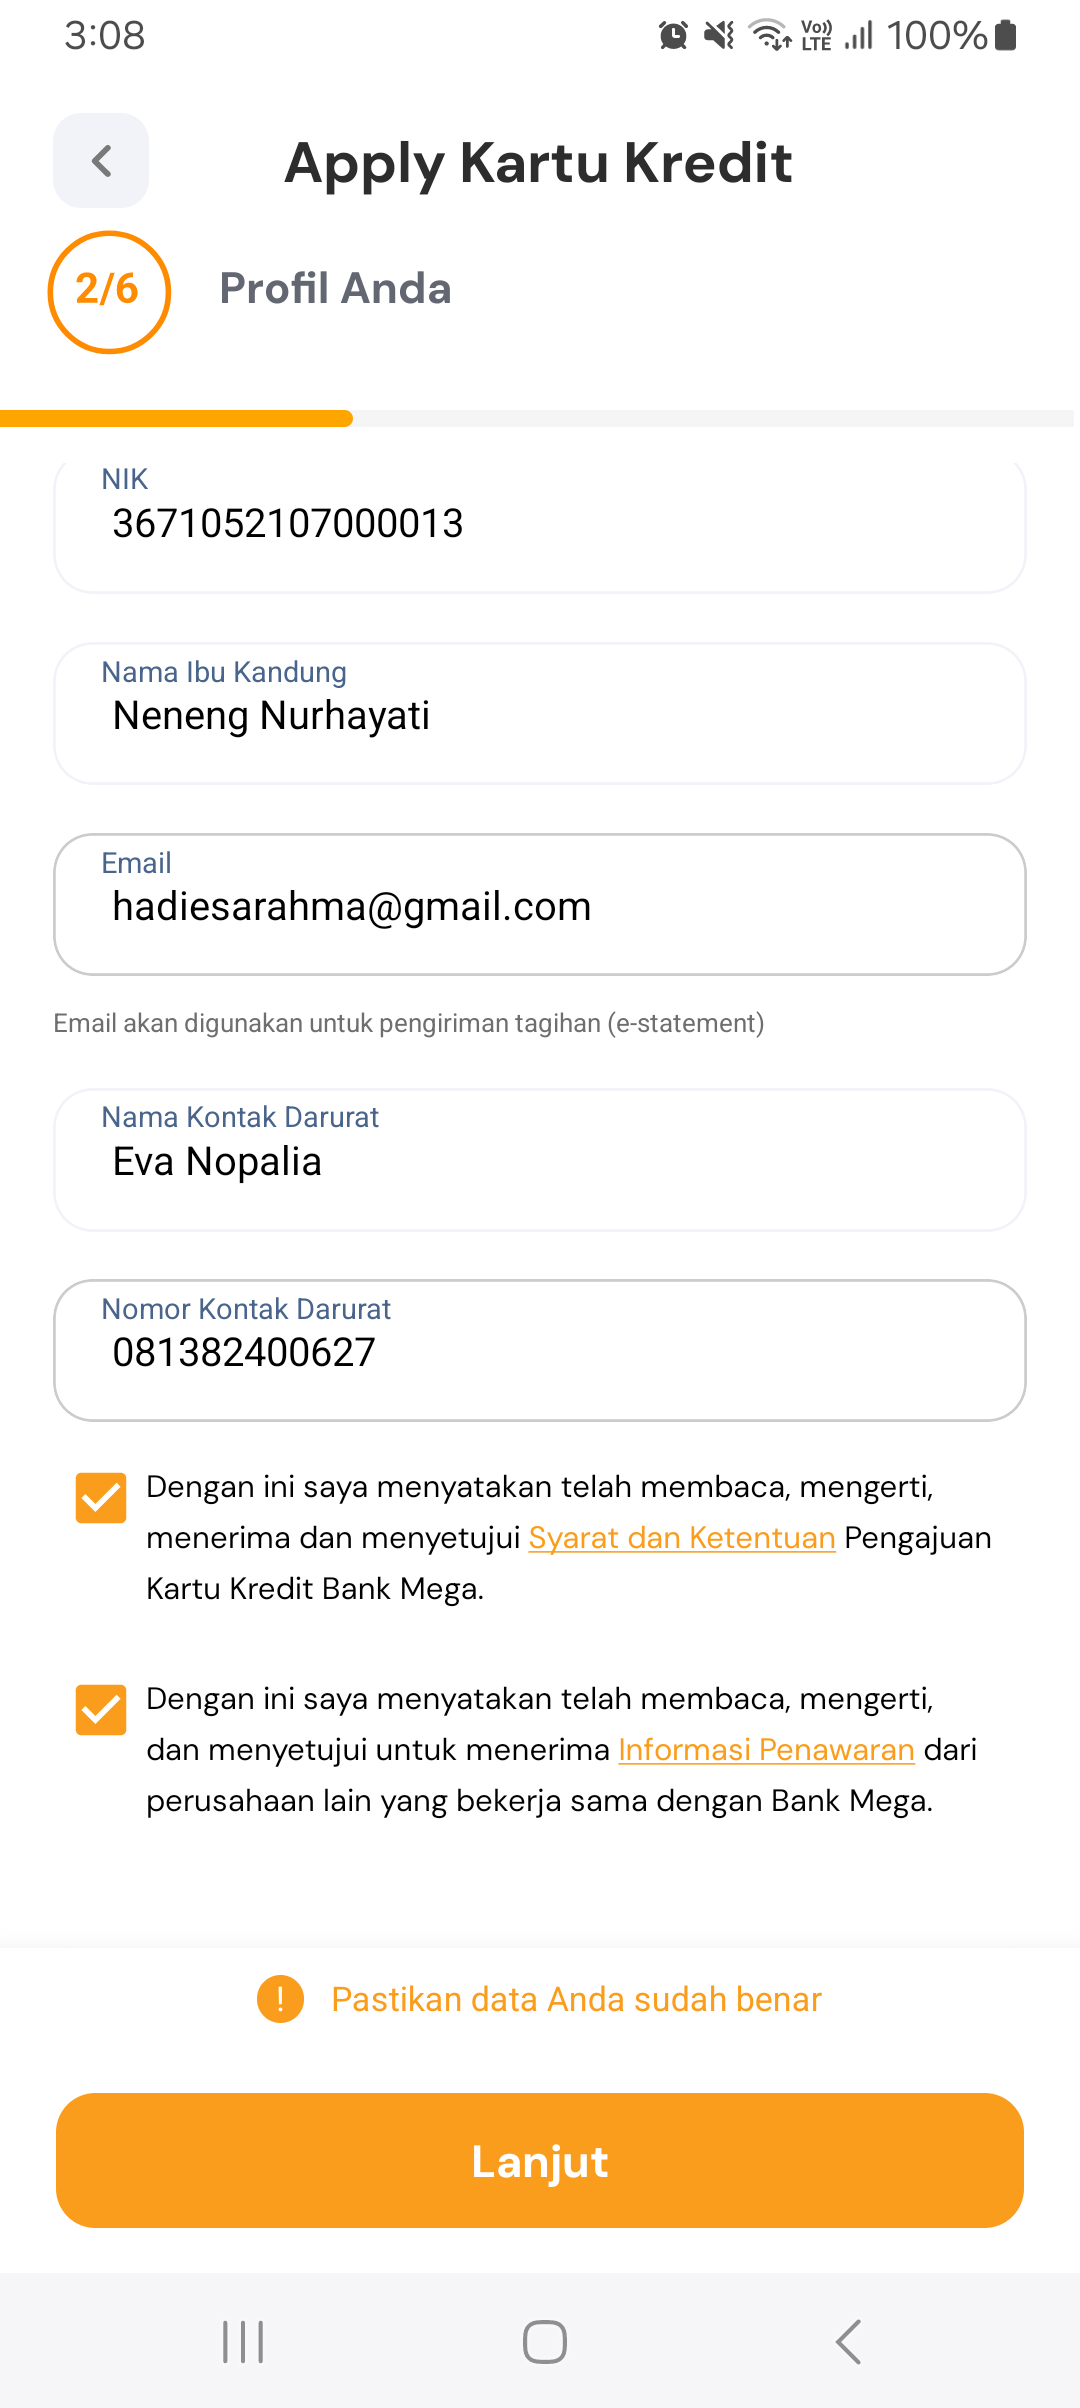 3:08
Vo))
LTE
100%
Apply Kartu Kredit
2/6
Profil Anda
NIK
3671052107000013
Nama Ibu Kandung
Neneng Nurhayati
Email
hadiesarahma@gmail.com
Email akan digunakan untuk pengiriman tagihan (e-statement)
Nama Kontak Darurat
Eva Nopalia
Nomor Kontak Darurat
081382400627
Dengan ini saya menyatakan telah membaca, mengerti,
menerima dan menyetujui Syarat dan Ketentuan Pengajuan
Kartu Kredit Bank Mega.
Dengan ini saya menyatakan telah membaca, mengerti,
dan menyetujui untuk menerima Informasi Penawaran dari
perusahaan lain yang bekerja sama dengan Bank Mega.
! Pastikan data Anda sudah benar
Lanjut